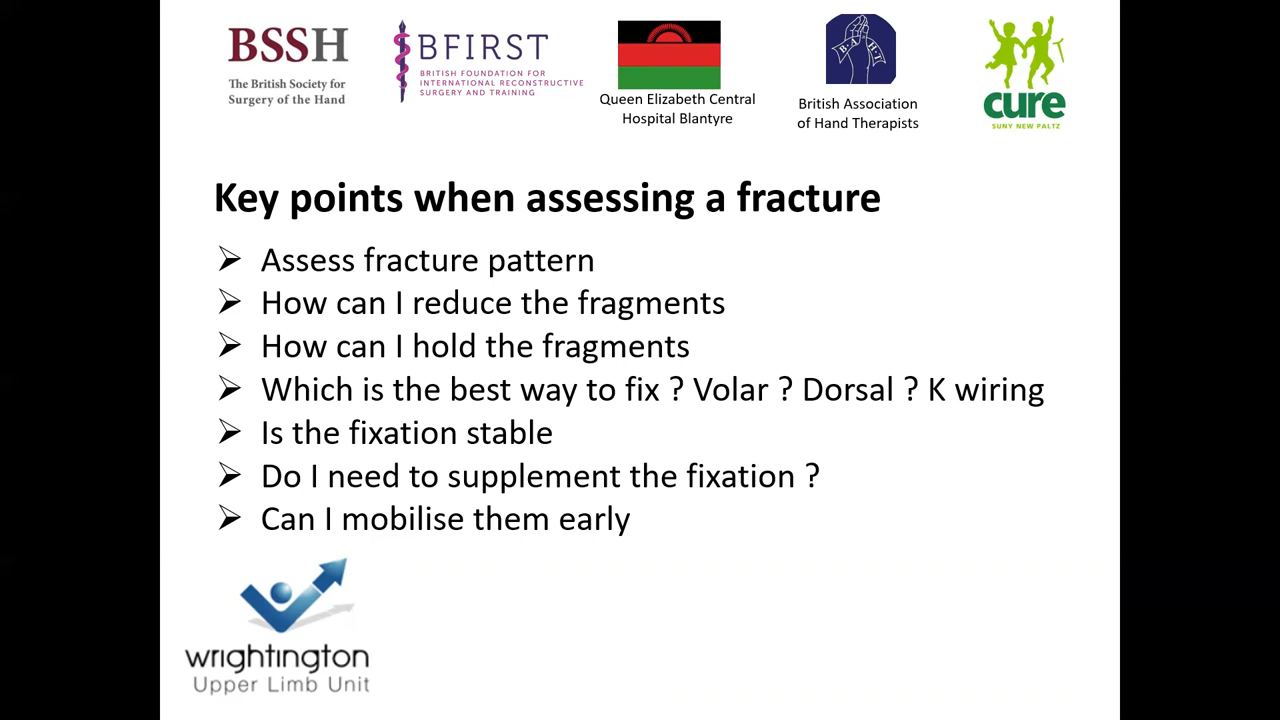 BSSH
The British Society for
Surgery of the Hand
BFIRST
BRITISH FOUNDATION FOR
INTERNATIONAL RECONSTRUCTIVE
SURGERY AND TRAINING
Queen Elizabeth Central
Hospital Blantyre
B A H T
British Association
of Hand Therapists
cure
SUNY NEW PALTZ
Key points when assessing a fracture
Assess fracture pattern
How can I reduce the fragments
How can I hold the fragments
Which is the best way to fix ? Volar ? Dorsal ? K wiring
Is the fixation stable
Do I need to supplement the fixation ?
Can I mobilise them early
wrightington
Upper Limb Unit